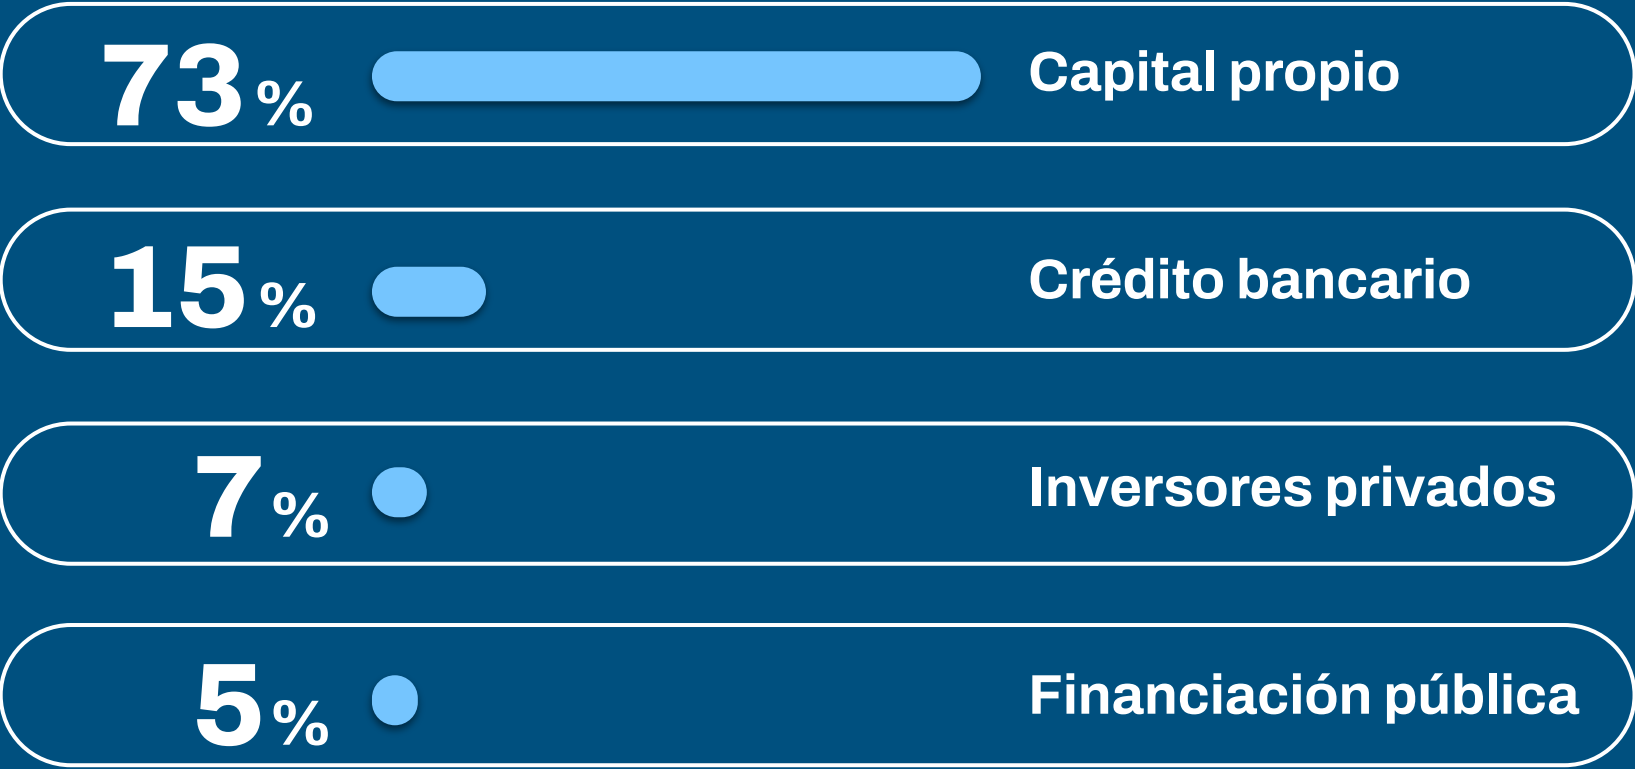 73% Capital propio
15% Crédito bancario
7% Inversores privados
5% Financiación pública